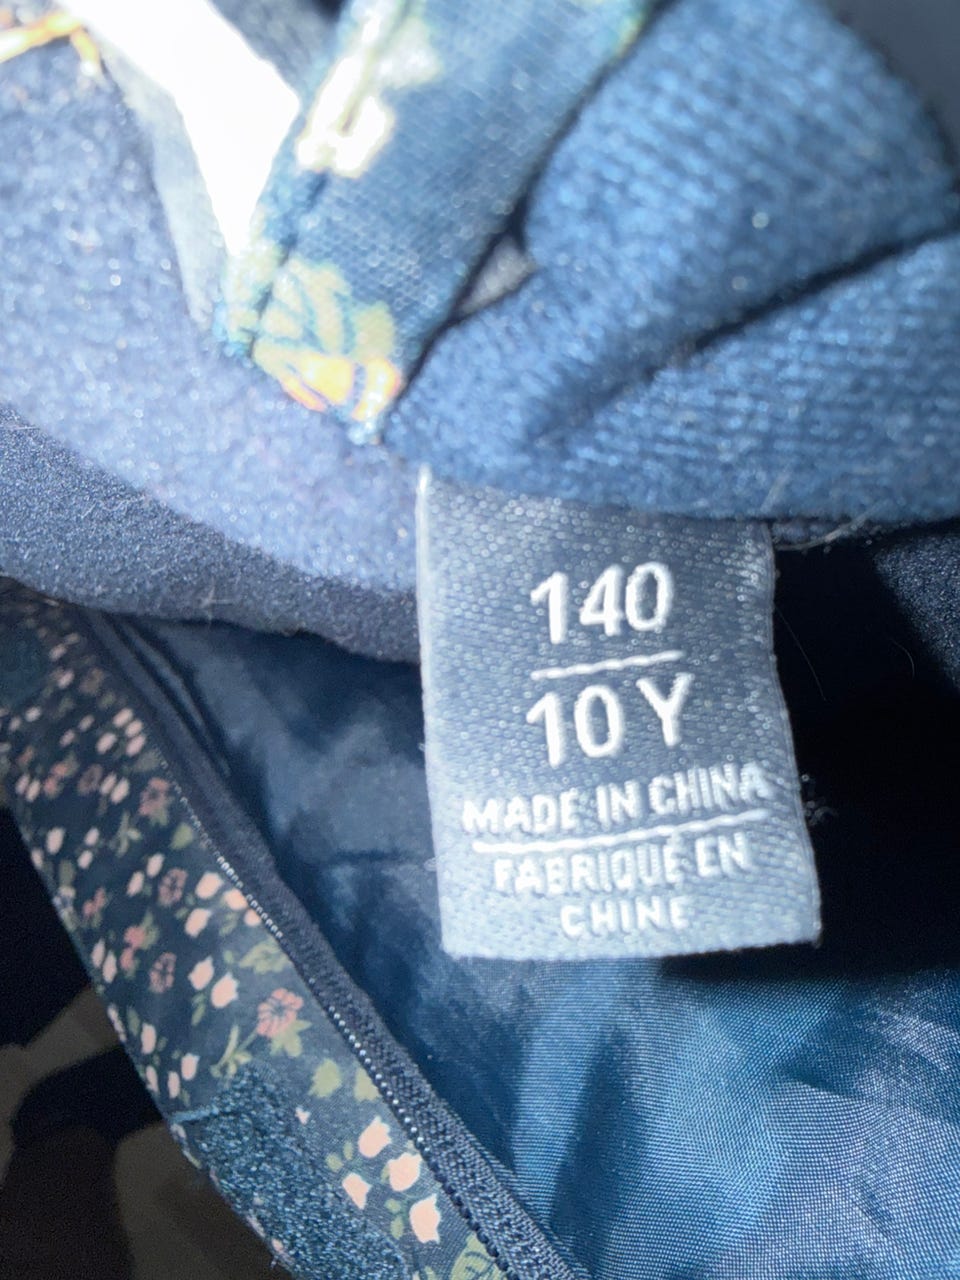 140
10 Y
MADE IN CHINA
FABRIQUÉ EN
CHINE